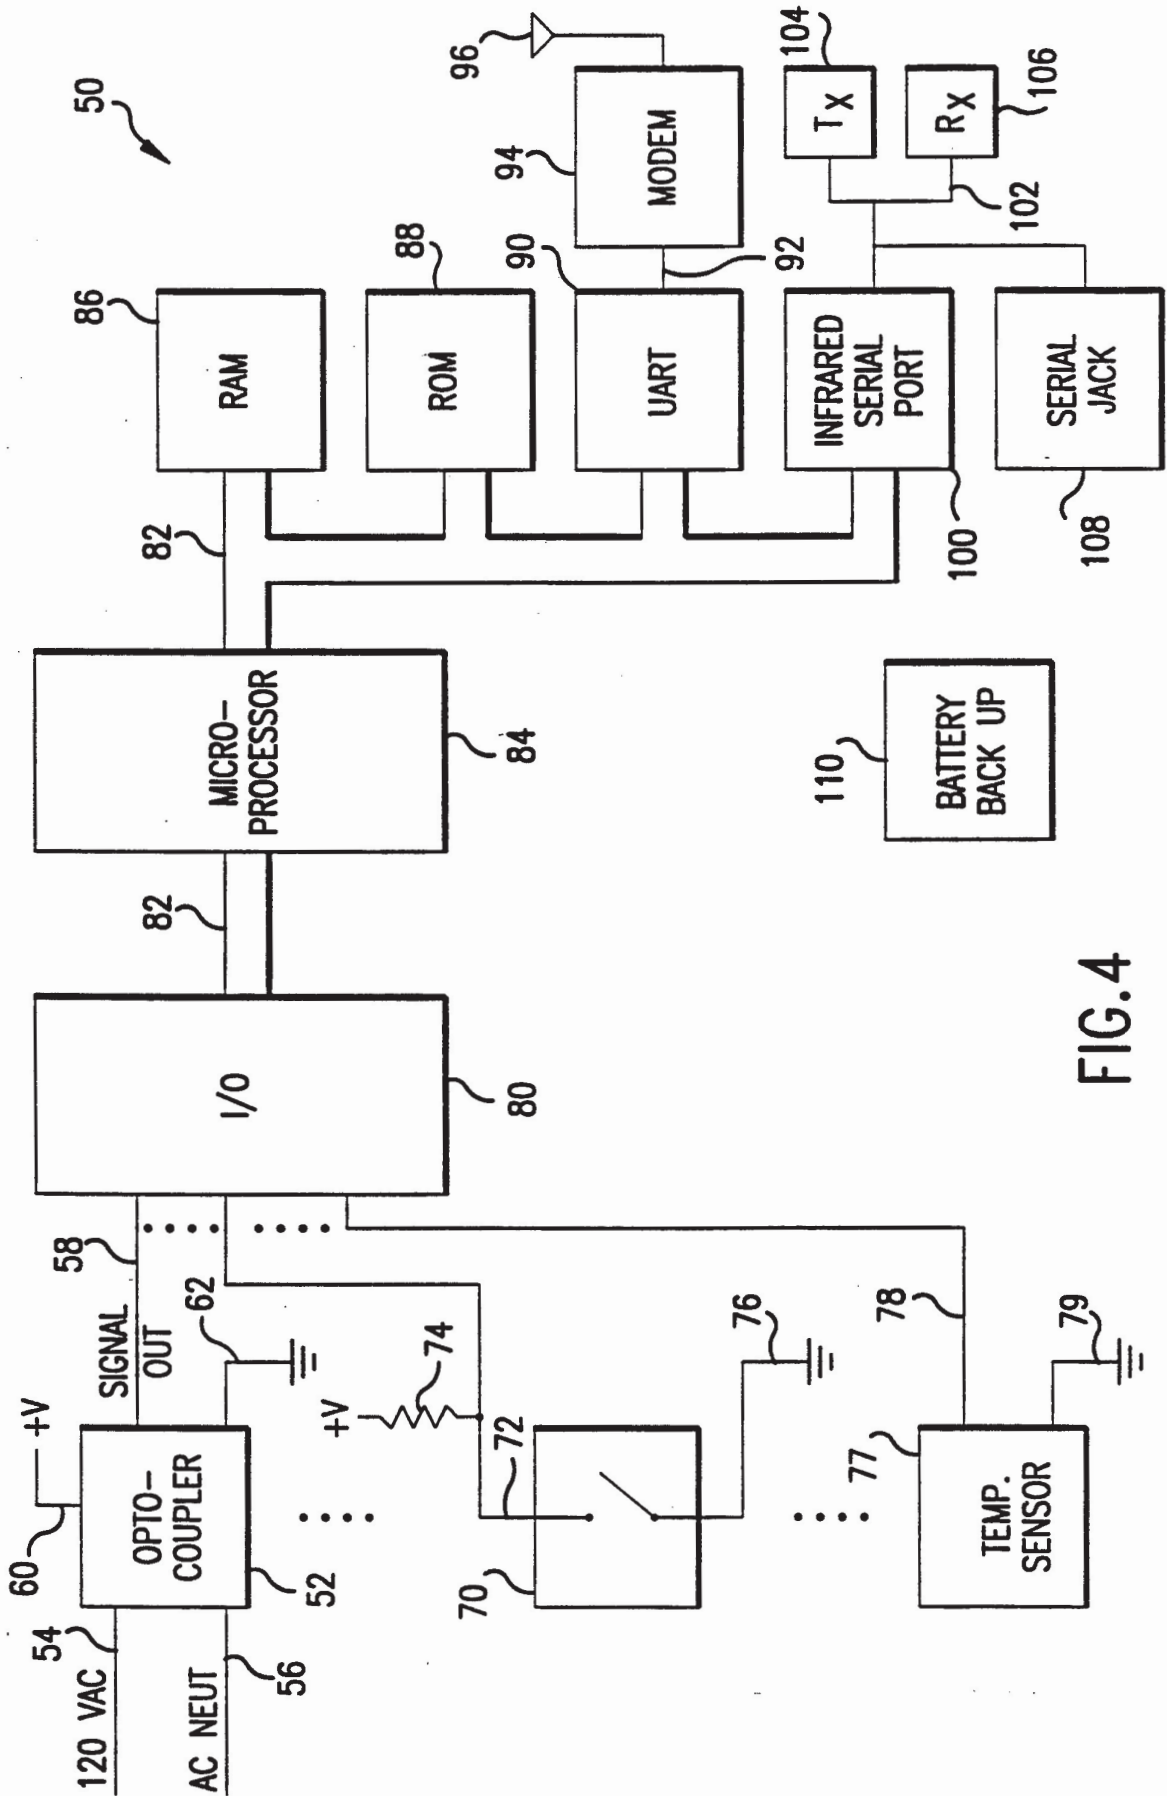 50
96
104
TX
RX
106
94
MODEM
102
88
90
92
86
RAM
ROM
UART
INFRARED
SERIAL
PORT
SERIAL
JACK
82
100
108
MICRO-
PROCESSOR
84
110
BATTERY
BACK UP
82
I/O
80
FIG.4
58
SIGNAL
OUT
62
+V
60
OPTO-
COUPLER
52
54
120 VAC
56
AC NEUT
+V
74
72
70
76
78
79
77
TEMP.
SENSOR